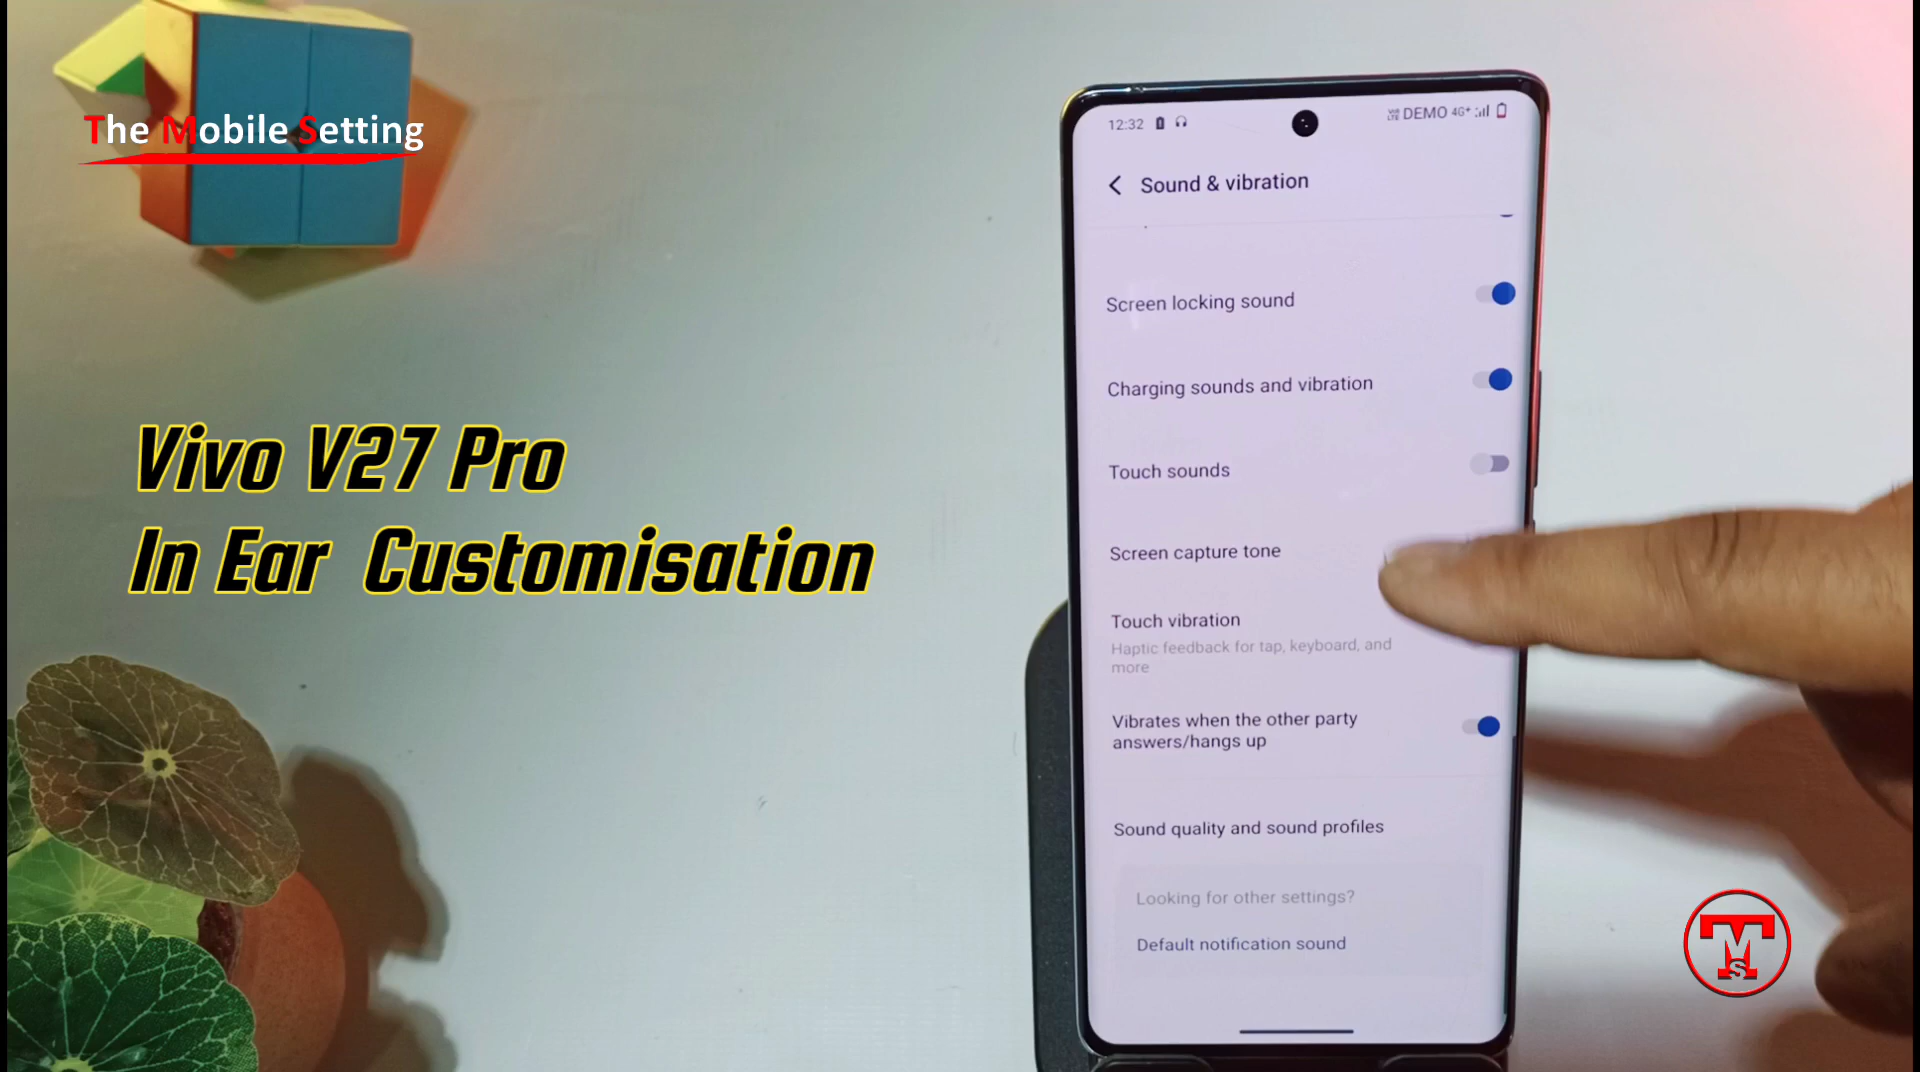 The Mobile Setting
Vivo V27 Pro
In Ear Customisation
12:32
DEMO 4G+
Sound & vibration
Screen locking sound
Charging sounds and vibration
Touch sounds
Screen capture tone
Touch vibration
Haptic feedback for tap, keyboard, and
more
Vibrates when the other party
answers/hangs up
Sound quality and sound profiles
Looking for other settings?
Default notification sound
TMS